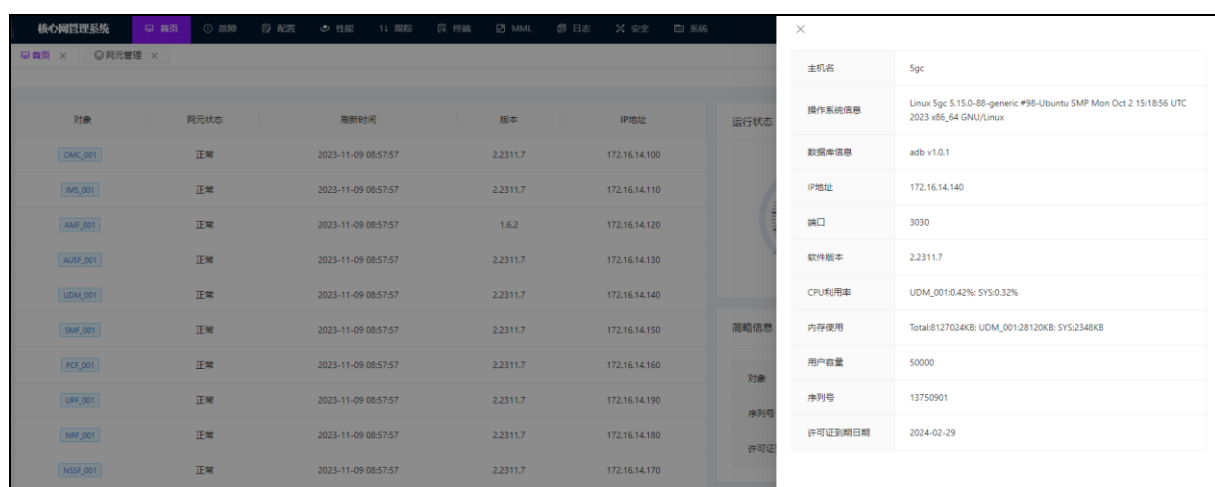 核心网管理系统 首页 故障 配置 性能 跟踪 终端 MML 日志 安全 系统
首页 × 网元管理 ×
对象 网元状态 刷新时间 版本 IP地址
OMC_001 正常 2023-11-09 08:57:57 2.2311.7 172.16.14.100
IMS_001 正常 2023-11-09 08:57:57 2.2311.7 172.16.14.110
AMF_001 正常 2023-11-09 08:57:57 1.6.2 172.16.14.120
AUSF_001 正常 2023-11-09 08:57:57 2.2311.7 172.16.14.130
UDM_001 正常 2023-11-09 08:57:57 2.2311.7 172.16.14.140
SMF_001 正常 2023-11-09 08:57:57 2.2311.7 172.16.14.150
PCF_001 正常 2023-11-09 08:57:57 2.2311.7 172.16.14.160
UPF_001 正常 2023-11-09 08:57:57 2.2311.7 172.16.14.190
NRF_001 正常 2023-11-09 08:57:57 2.2311.7 172.16.14.180
NSSF_001 正常 2023-11-09 08:57:57 2.2311.7 172.16.14.170
运行状态
简略信息
对象
序列号
许可证
主机名 5gc
操作系统信息 Linux 5gc 5.15.0-88-generic #98-Ubuntu SMP Mon Oct 2 15:18:56 UTC
2023 x86_64 GNU/Linux
数据库信息 adb v1.0.1
IP地址 172.16.14.140
端口 3030
软件版本 2.2311.7
CPU利用率 UDM_001:0.42%; SYS:0.32%
内存使用 Total:8127024KB; UDM_001:28120KB; SYS:2348KB
用户容量 50000
序列号 13750901
许可证到期日期 2024-02-29